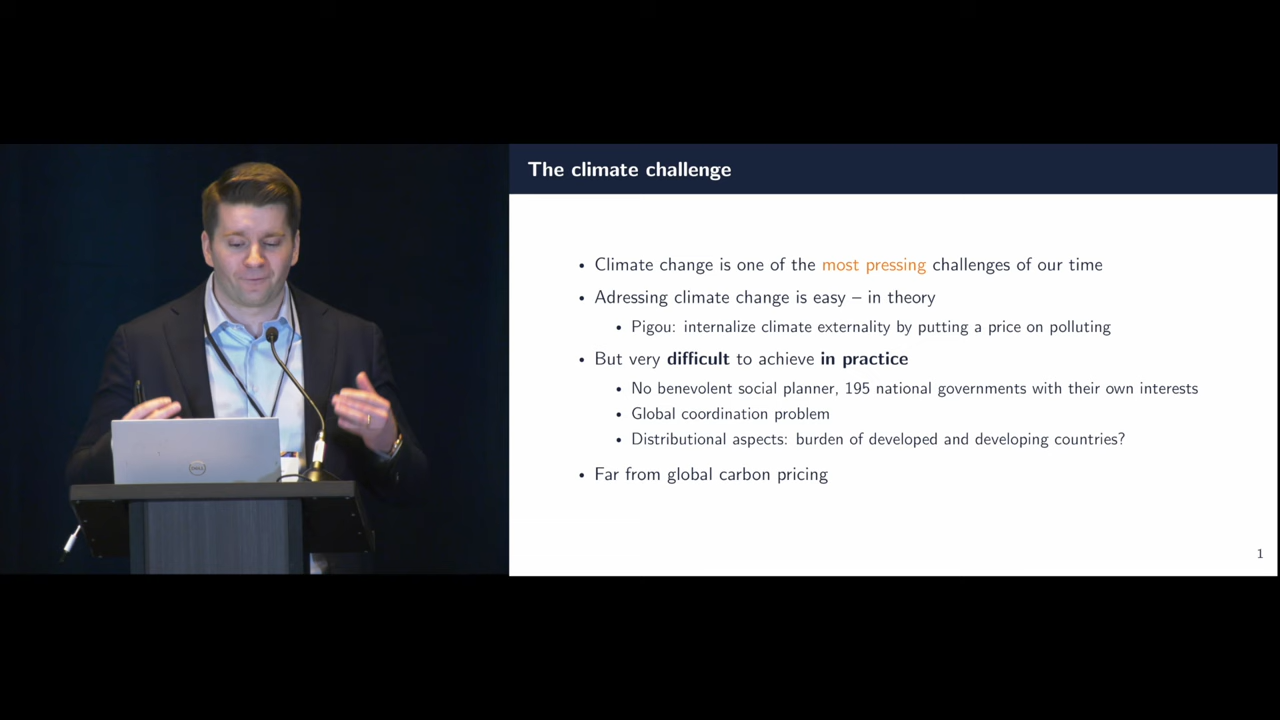 The climate challenge
• Climate change is one of the most pressing challenges of our time
• Adressing climate change is easy – in theory
• Pigou: internalize climate externality by putting a price on polluting
• But very difficult to achieve in practice
• No benevolent social planner, 195 national governments with their own interests
• Global coordination problem
• Distributional aspects: burden of developed and developing countries?
• Far from global carbon pricing
1
DELL